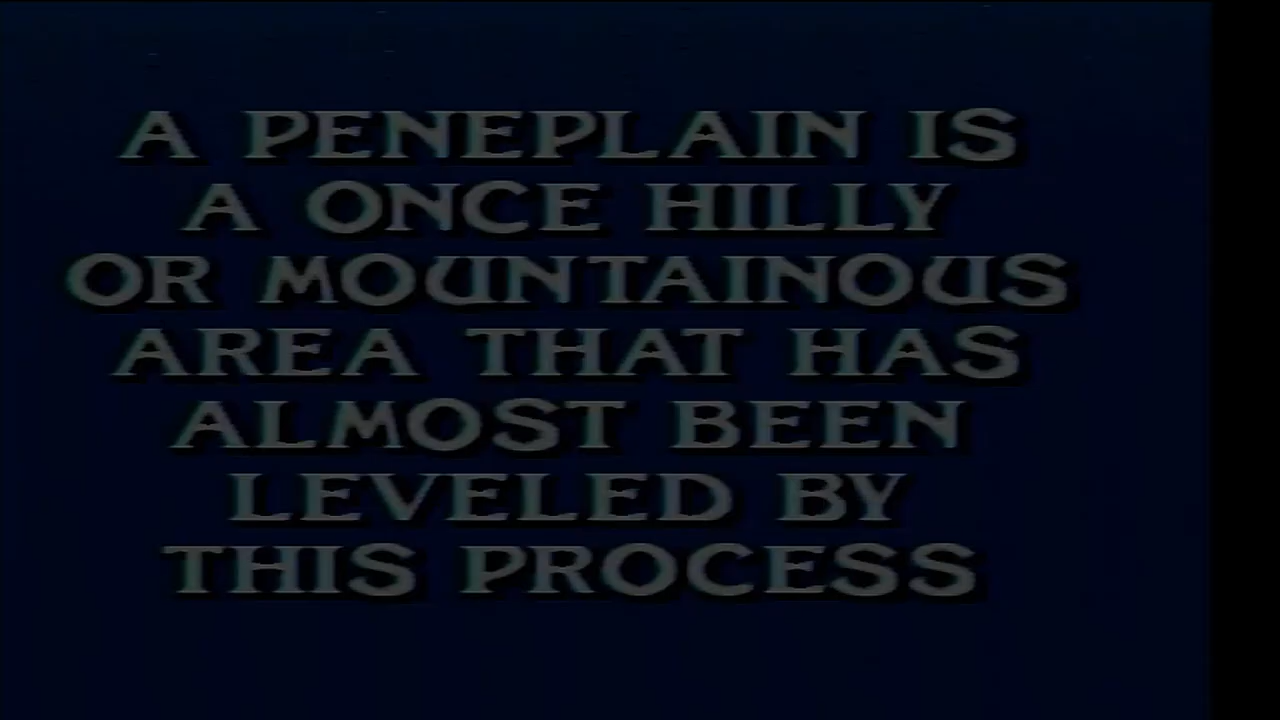 A PENEPLAIN IS
A ONCE HILLY
OR MOUNTAINOUS
AREA THAT HAS
ALMOST BEEN
LEVELED BY
THIS PROCESS